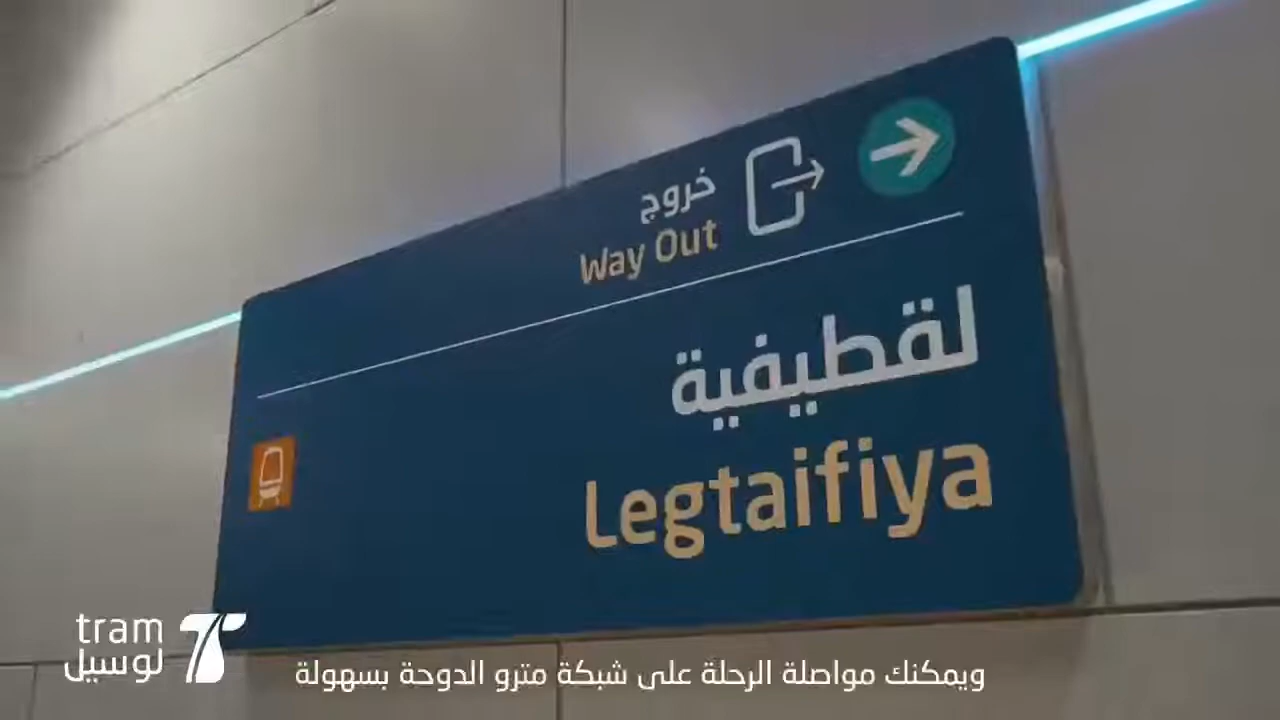 خروج
Way Out
لقطيفية
Legtaifiya
tram
لوسيل
ويمكنك مواصلة الرحلة على شبكة مترو الدوحة بسهولة